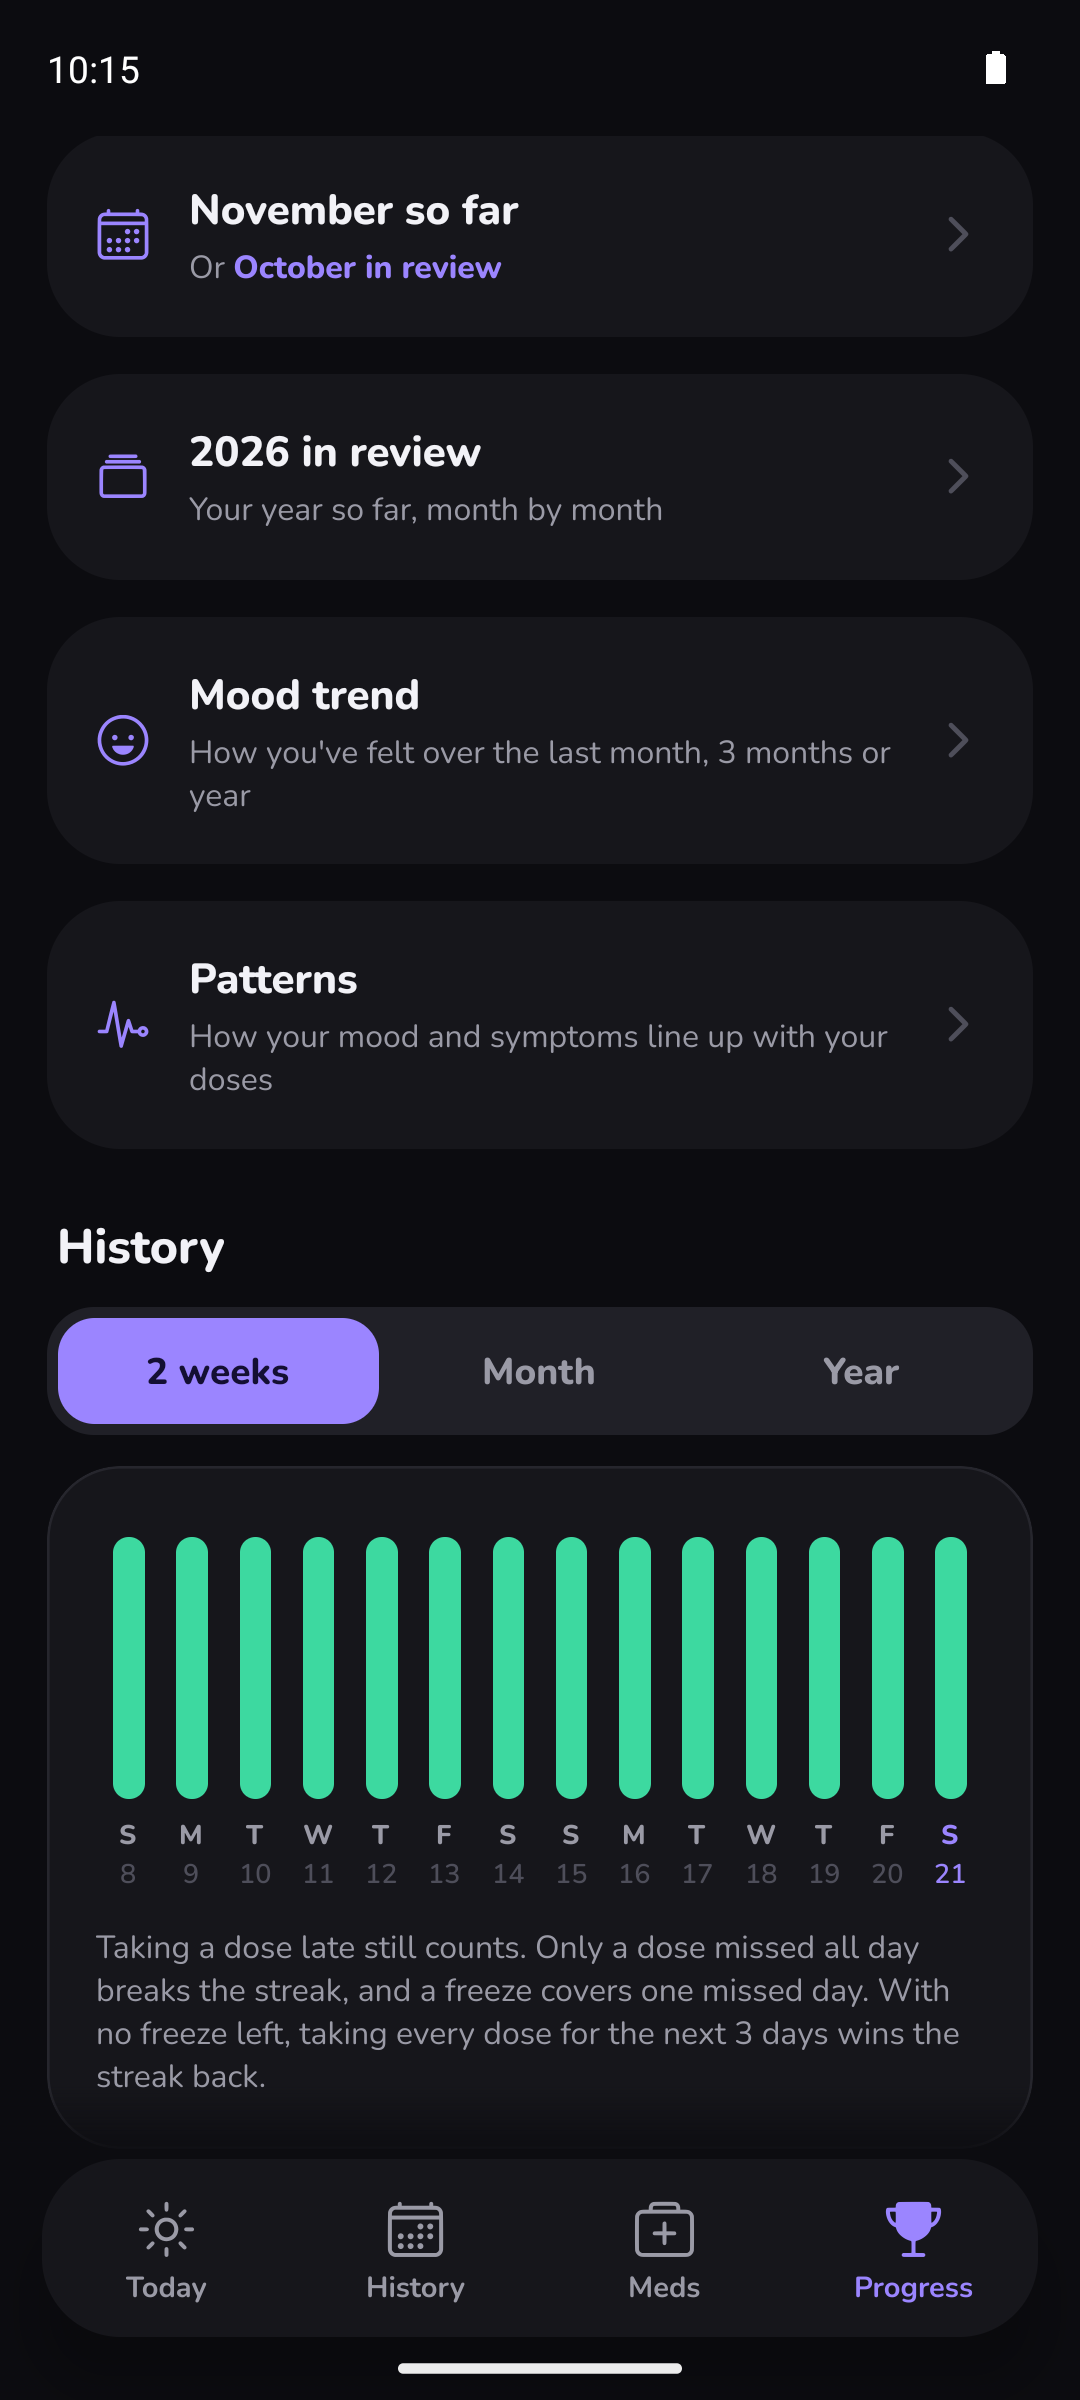 10:15
November so far
Or October in review
2026 in review
Your year so far, month by month
Mood trend
How you've felt over the last month, 3 months or
year
Patterns
How your mood and symptoms line up with your
doses
History
2 weeks Month Year
S M T W T F S S M T W T F S
8 9 10 11 12 13 14 15 16 17 18 19 20 21
Taking a dose late still counts. Only a dose missed all day
breaks the streak, and a freeze covers one missed day. With
no freeze left, taking every dose for the next 3 days wins the
streak back.
Today History Meds Progress